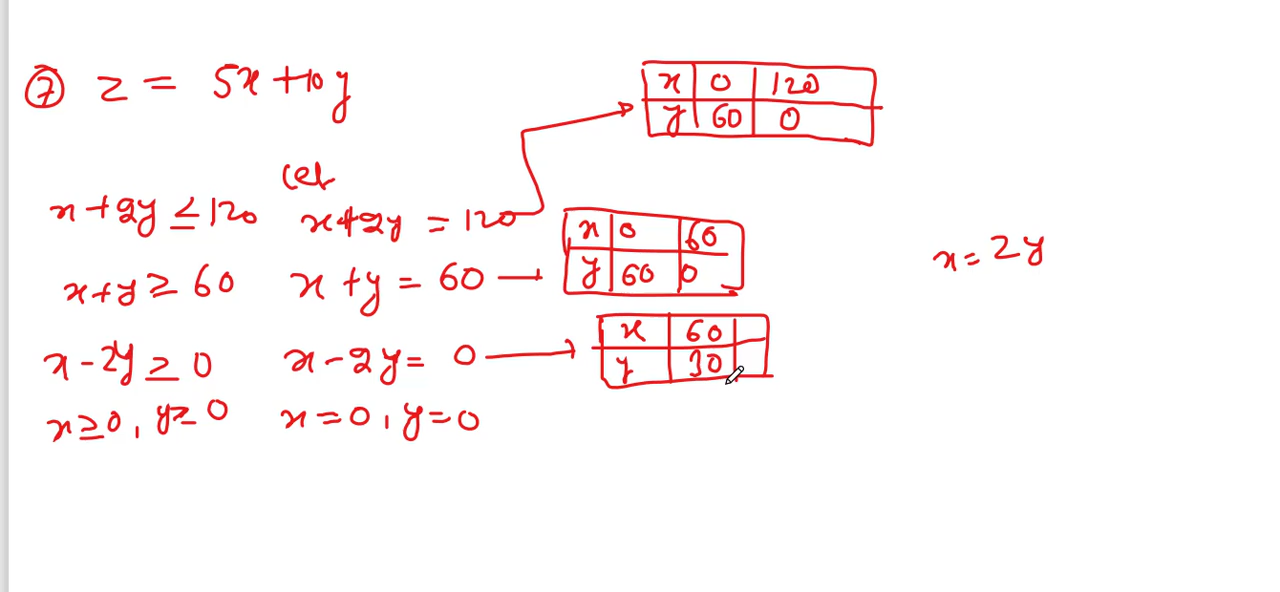 ⑦ z = 5x+10y
x | 0 | 120
y | 60 | 0
let
x+2y ≤ 120 x+2y = 120
x | 0 | 60
y | 60 | 0
x = 2y
x+y ≥ 60 x+y = 60
x | 60
y | 30
x-2y ≥ 0 x-2y = 0
x≥0, y≥0 x=0, y=0